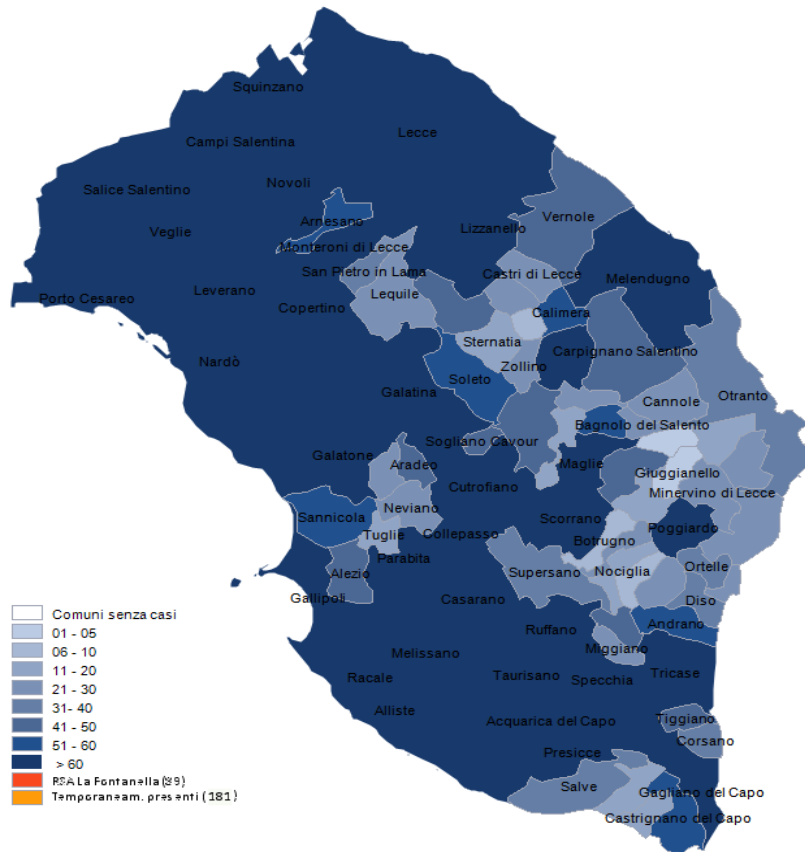 Squinzano
Campi Salentina
Lecce
Novoli
Salice Salentino
Vernole
Arnesano
Veglie
Lizzanello
Monteroni di Lecce
San Pietro in Lama
Castri di Lecce
Melendugno
Leverano
Lequile
Porto Cesareo
Copertino
Calimera
Sternatia
Carpignano Salentino
Nardò
Zollino
Soleto
Galatina
Cannole
Otranto
Bagnolo del Salento
Sogliano Cavour
Galatone
Aradeo
Maglie
Giuggianello
Cutrofiano
Minervino di Lecce
Neviano
Sannicola
Scorrano
Poggiardo
Tuglie
Collepasso
Botrugno
Parabita
Ortelle
Alezio
Supersano
Nociglia
Gallipoli
Casarano
Diso
Andrano
Ruffano
Miggiano
Melissano
Racale
Taurisano
Specchia
Tricase
Alliste
Acquarica del Capo
Tiggiano
Corsano
Presicce
Salve
Gagliano del Capo
Castrignano del Capo
Comuni senza casi
01 - 05
06 - 10
11 - 20
21 - 30
31- 40
41 - 50
51 - 60
> 60
RSA La Fontanella (89)
Temporaneam. presenti (181)